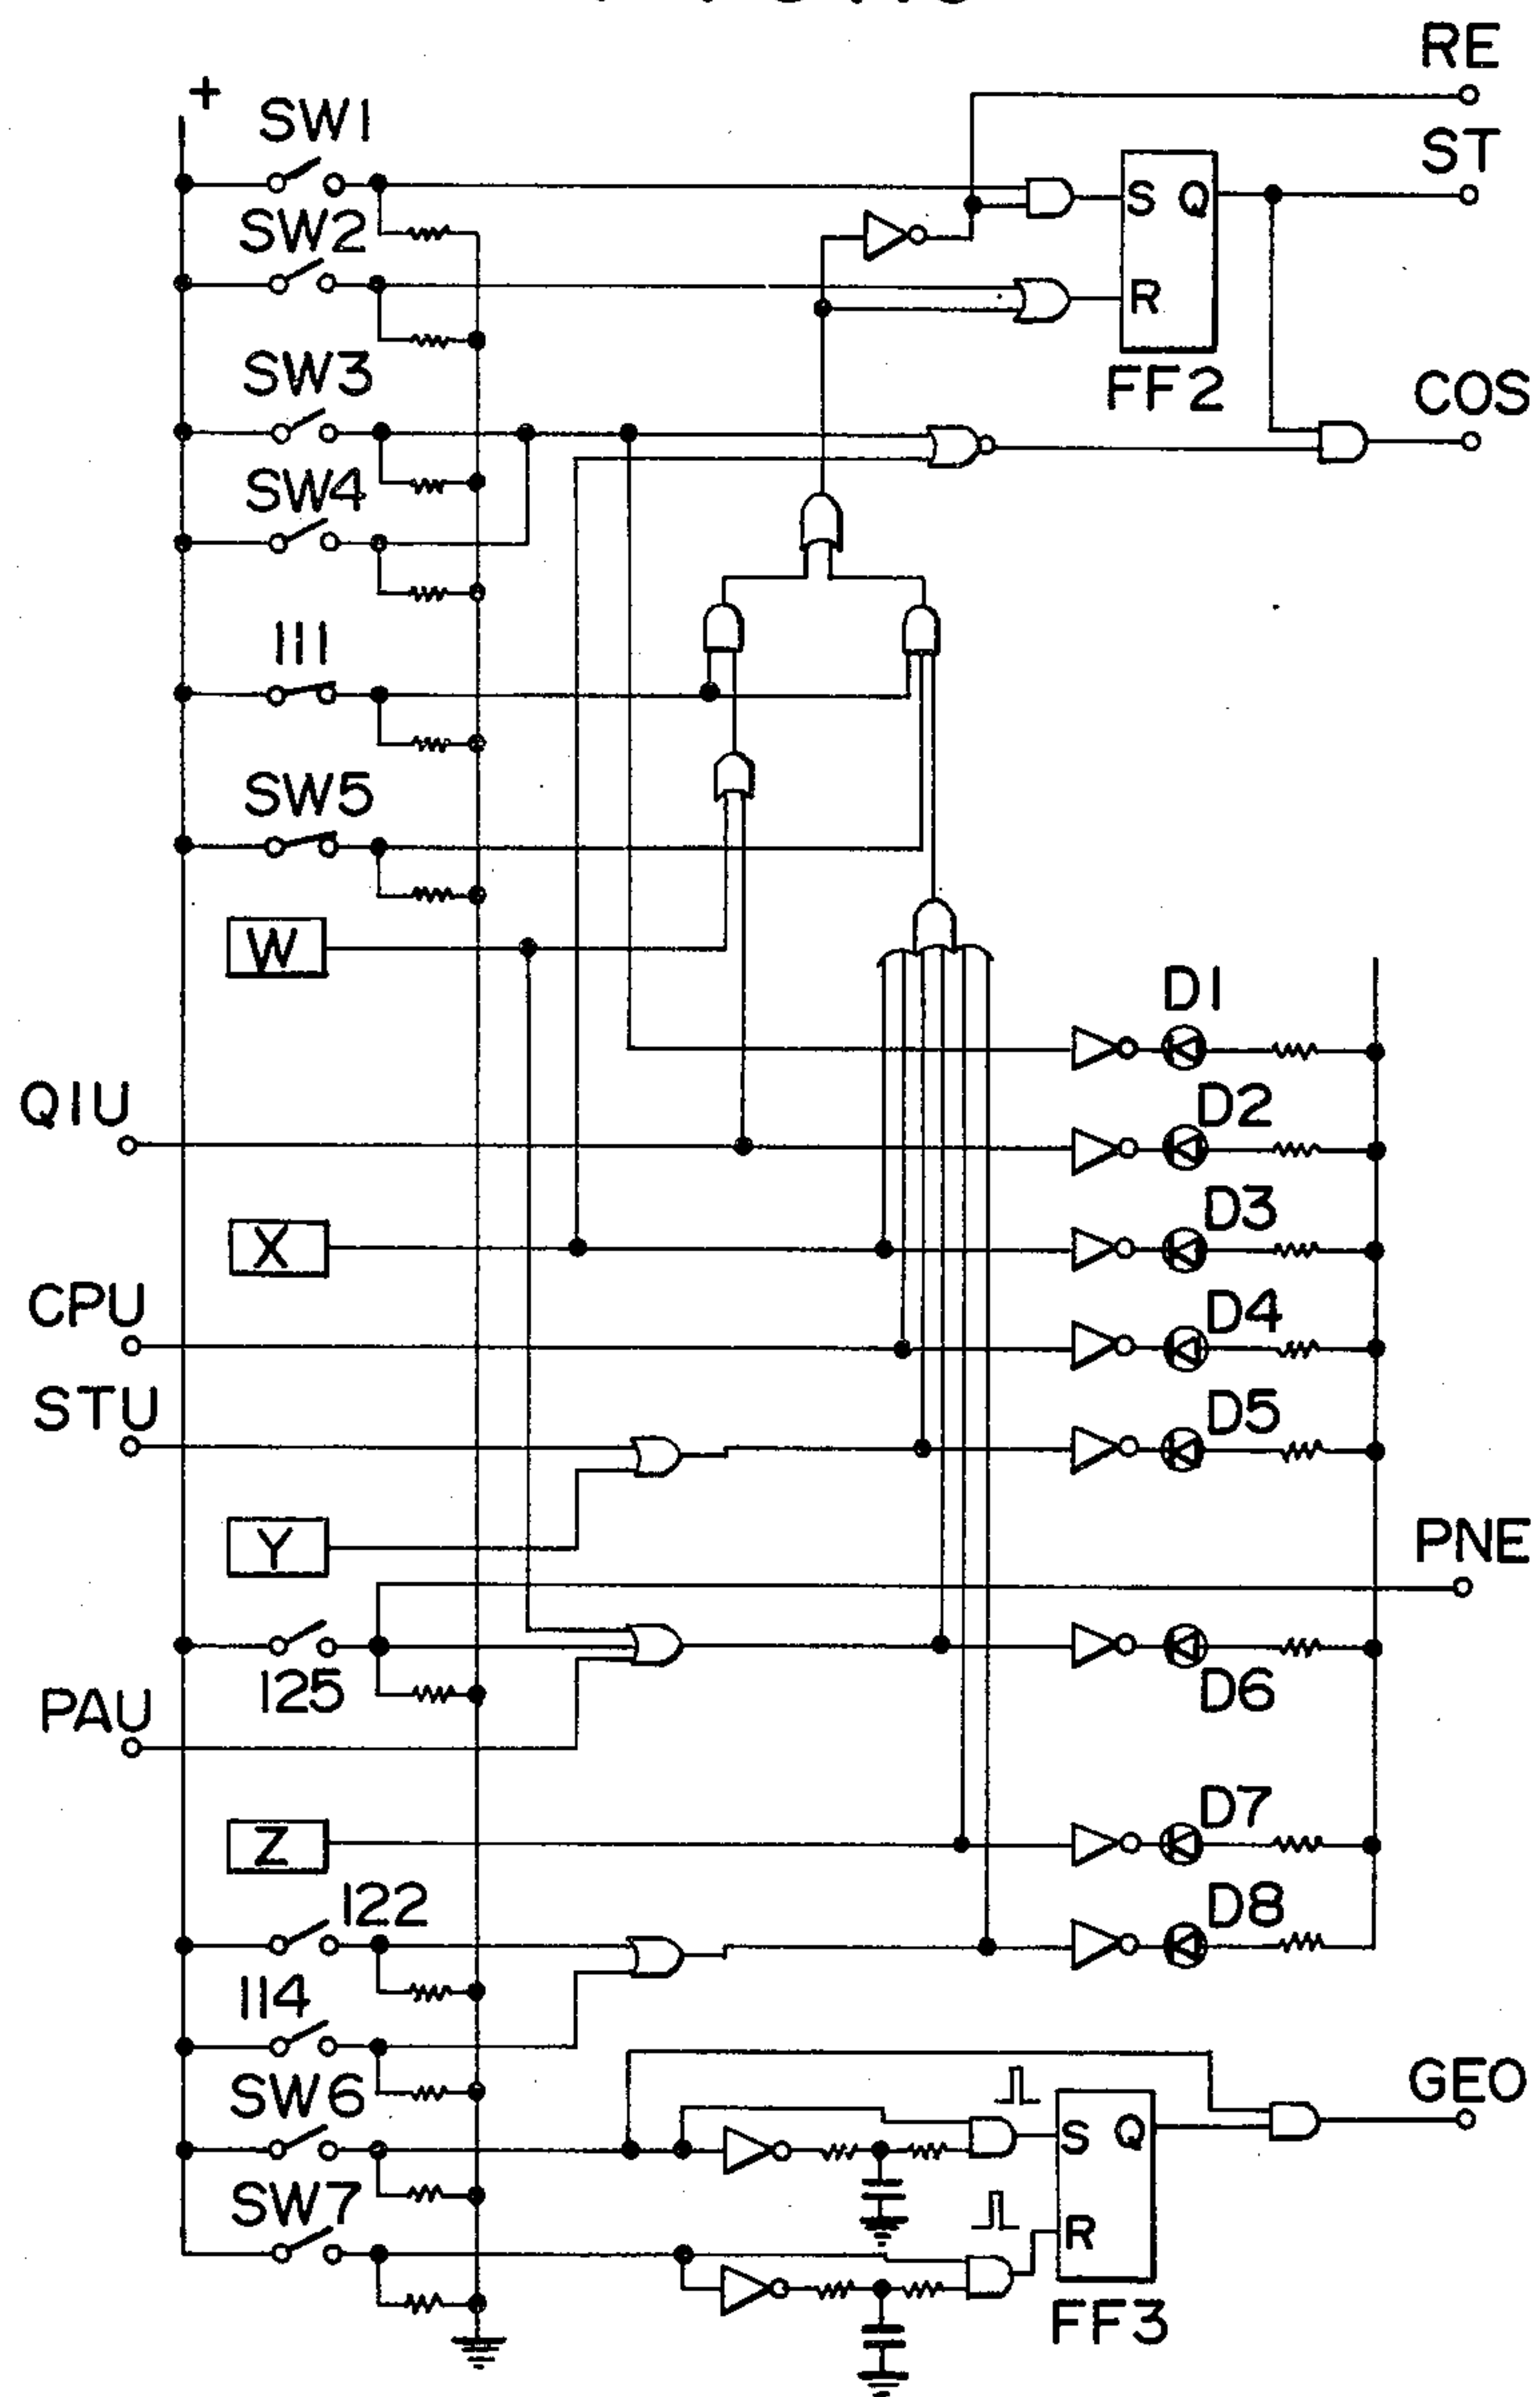 RE
+
SW1
ST
S Q
SW2
R
FF2
SW3
COS
SW4
111
SW5
W
D1
Q1U
D2
X
D3
CPU
D4
STU
D5
Y
PNE
125
D6
PAU
Z
D7
122
D8
114
SW6
GEO
S Q
SW7
R
FF3